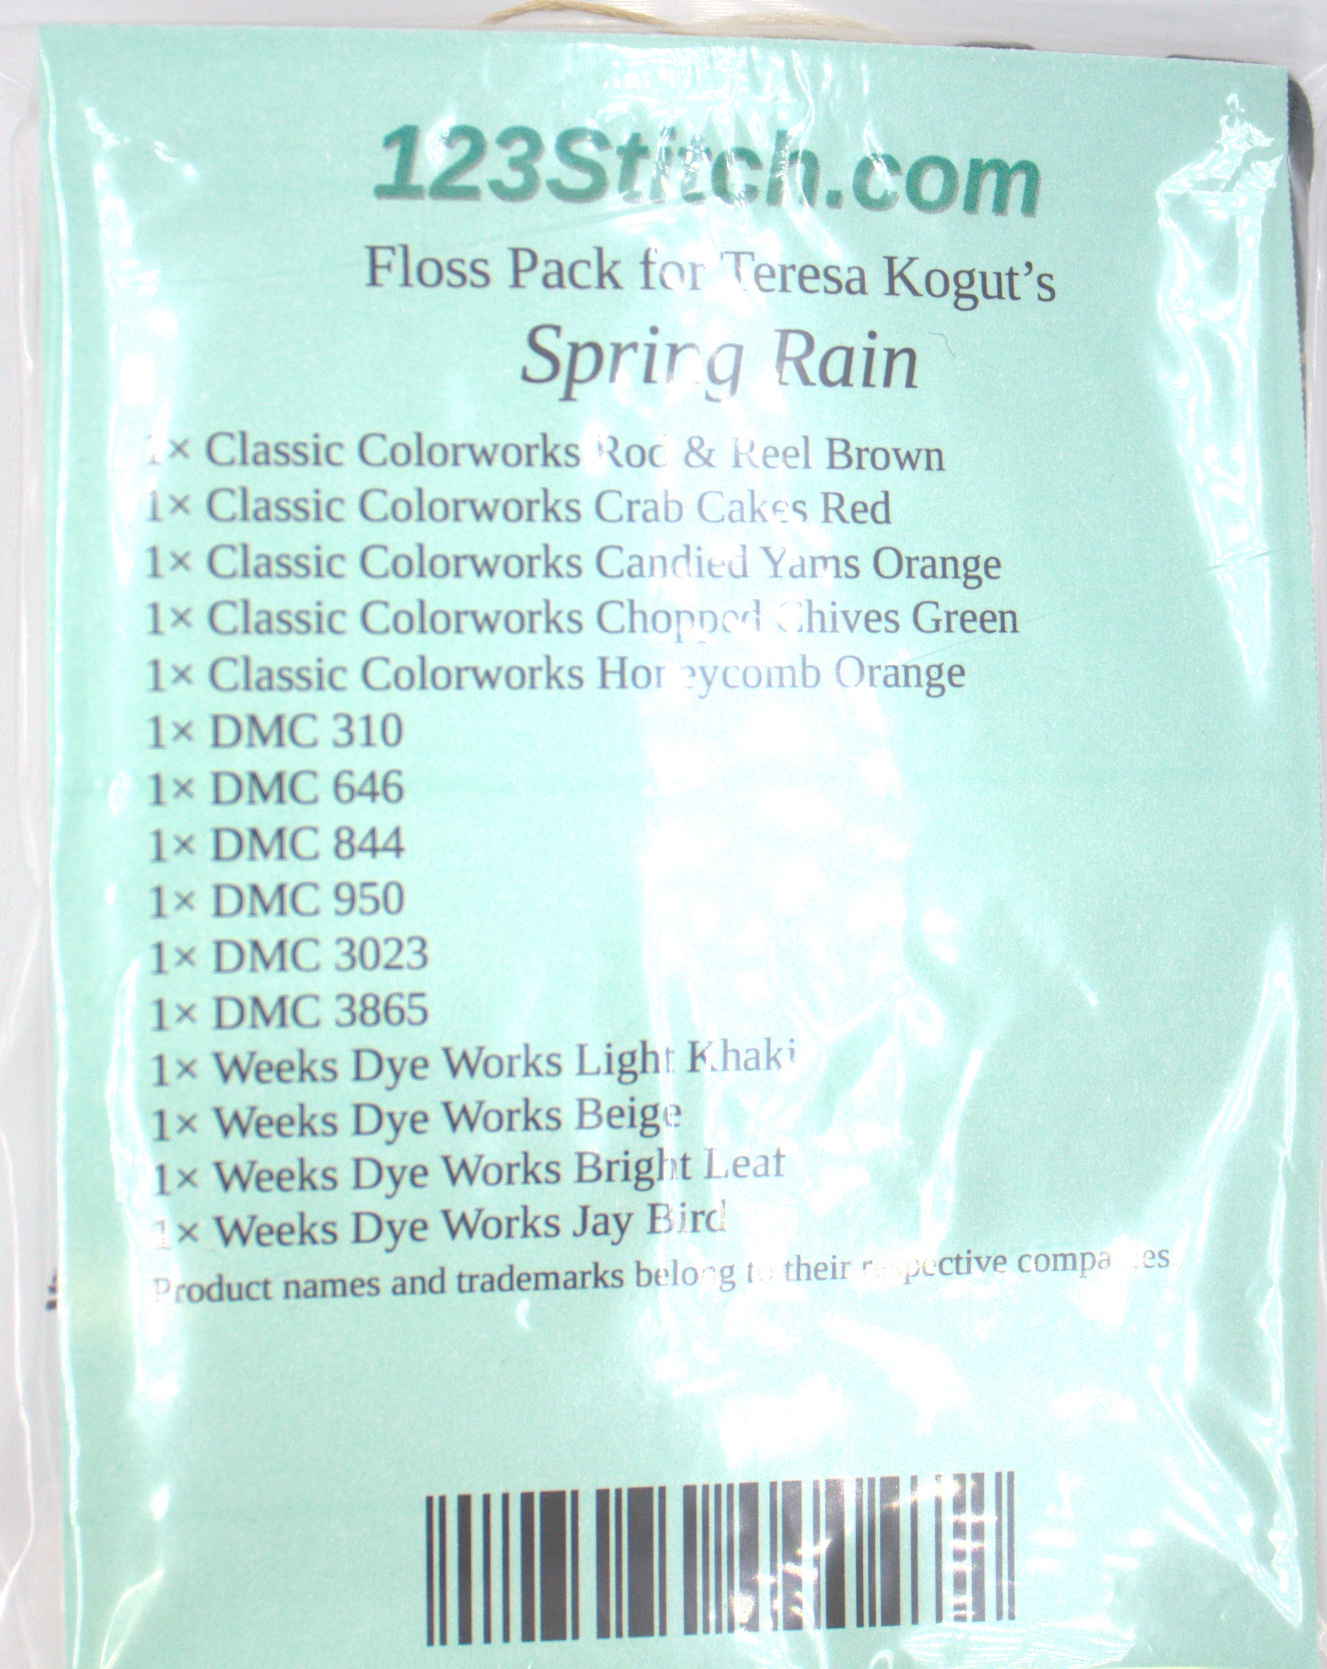 123Stitch.com
Floss Pack for Teresa Kogut’s
Spring Rain
1× Classic Colorworks Rod & Reel Brown
1× Classic Colorworks Crab Cakes Red
1× Classic Colorworks Candied Yams Orange
1× Classic Colorworks Chopped Chives Green
1× Classic Colorworks Honeycomb Orange
1× DMC 310
1× DMC 646
1× DMC 844
1× DMC 950
1× DMC 3023
1× DMC 3865
1× Weeks Dye Works Light Khaki
1× Weeks Dye Works Beige
1× Weeks Dye Works Bright Leaf
1× Weeks Dye Works Jay Bird
Product names and trademarks belong to their respective companies